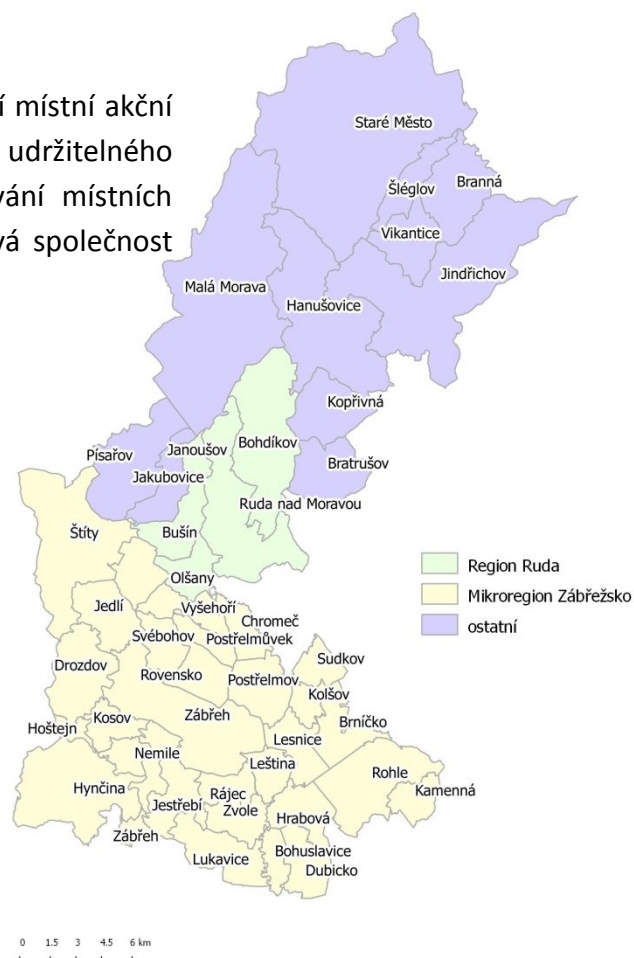 í místní akční
udržitelného
vání místních
vá společnost
Staré Město
Šléglov
Branná
Vikantice
Jindřichov
Malá Morava
Hanušovice
Kopřivná
Písařov
Janoušov
Bohdíkov
Bratrušov
Jakubovice
Ruda nad Moravou
Štíty
Bušín
Olšany
Region Ruda
Mikroregion Zábřežsko
ostatní
Jedlí
Vyšehoří
Chromeč
Svébohov
Postřelmůvek
Drozdov
Rovensko
Postřelmov
Sudkov
Kolšov
Hoštejn
Kosov
Zábřeh
Brníčko
Lesnice
Nemile
Leština
Rohle
Kamenná
Hynčina
Jestřebí
Rájec
Zvole
Hrabová
Zábřeh
Lukavice
Bohuslavice
Dubicko
0 1.5 3 4.5 6 km